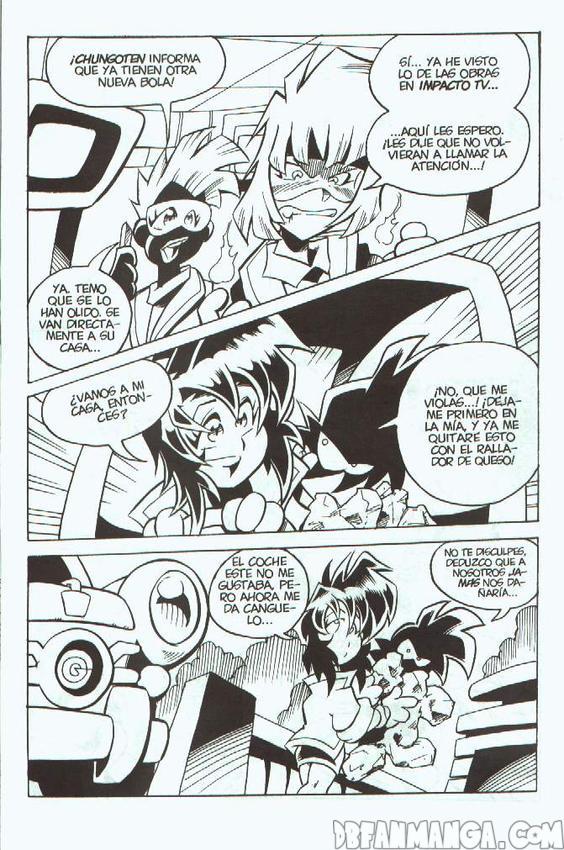 ¡CHUNGOTEN INFORMA
QUE YA TIENEN OTRA
NUEVA BOLA!
SÍ... YA HE VISTO
LO DE LAS OBRAS
EN IMPACTO TV...
...AQUÍ LES ESPERO.
¡LES DIJE QUE NO VOL-
VIERAN A LLAMAR LA
ATENCIÓN...!
YA. TEMO
QUE SE LO
HAN OLIDO. SE
VAN DIRECTA-
MENTE A SU
CASA...
¿VAMOS A MI
CASA, ENTON-
CES?
¡NO, QUE ME
VIOLAS...! ¡DEJA-
ME PRIMERO EN
LA MÍA, Y YA ME
QUITARE ESTO
CON EL RALLA-
DOR DE QUESO!
EL COCHE
ESTE NO ME
GUSTABA, PE-
RO AHORA ME
DA CANGUE-
LO...
NO TE DISCULPES,
DEDUZCO QUE A
NOSOTROS JA-
MÁS NOS DA-
ÑARÍA...
DBFANMANGA.COM